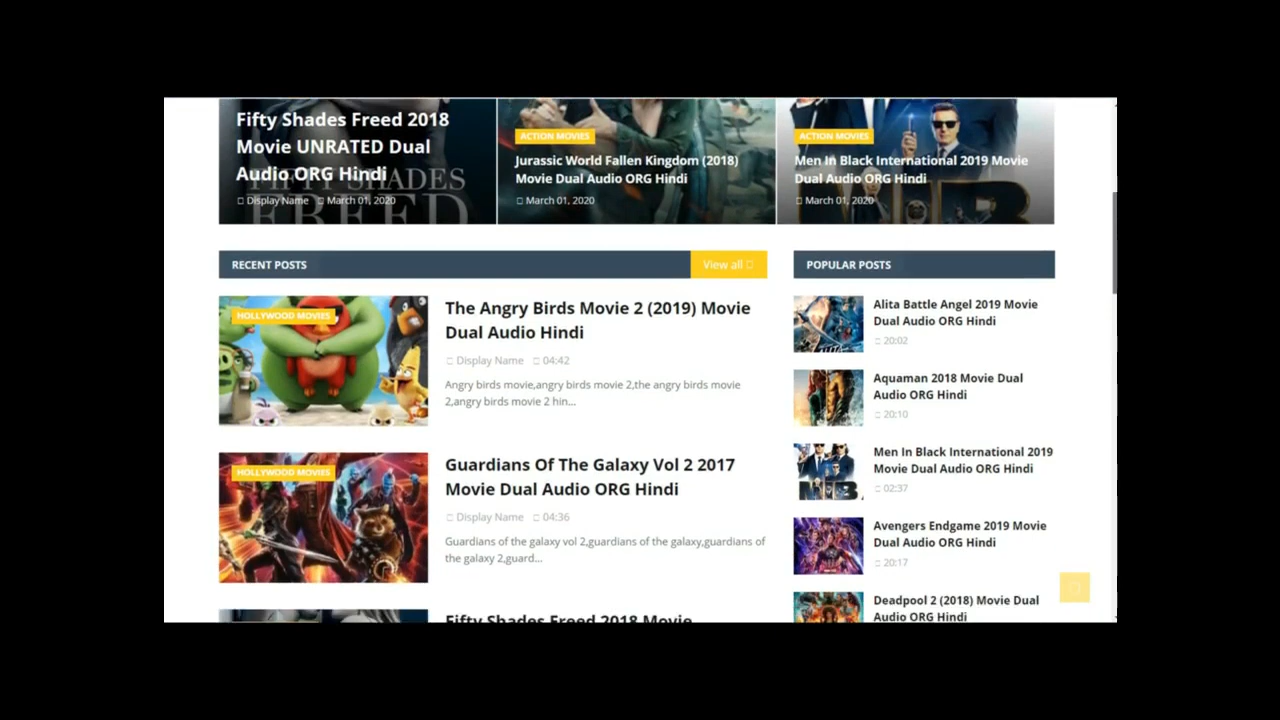 Fifty Shades Freed 2018
Movie UNRATED Dual
Audio ORG Hindi
FIFTY SHADES
FREED
Display Name March 01, 2020
ACTION MOVIES
Jurassic World Fallen Kingdom (2018)
Movie Dual Audio ORG Hindi
March 01, 2020
ACTION MOVIES
Men In Black International 2019 Movie
Dual Audio ORG Hindi
March 01, 2020
RECENT POSTS
View all
HOLLYWOOD MOVIES
The Angry Birds Movie 2 (2019) Movie
Dual Audio Hindi
Display Name 04:42
Angry birds movie,angry birds movie 2,the angry birds movie
2,angry birds movie 2 hin...
HOLLYWOOD MOVIES
Guardians Of The Galaxy Vol 2 2017
Movie Dual Audio ORG Hindi
Display Name 04:36
Guardians of the galaxy vol 2,guardians of the galaxy,guardians of
the galaxy 2,guard...
Fifty Shades Freed 2018 Movie
POPULAR POSTS
Alita Battle Angel 2019 Movie
Dual Audio ORG Hindi
20:02
Aquaman 2018 Movie Dual
Audio ORG Hindi
20:10
Men In Black International 2019
Movie Dual Audio ORG Hindi
02:37
Avengers Endgame 2019 Movie
Dual Audio ORG Hindi
20:17
Deadpool 2 (2018) Movie Dual
Audio ORG Hindi